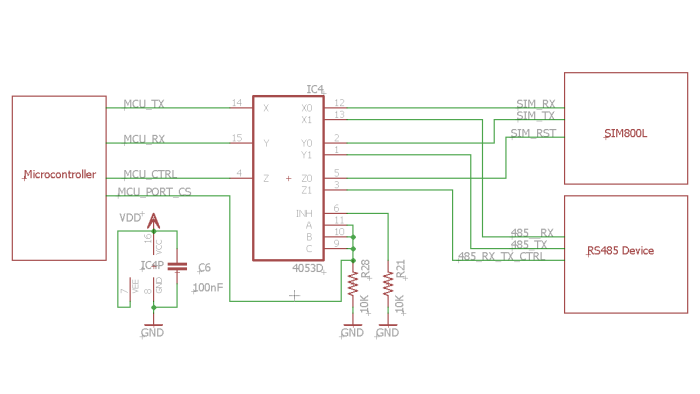 IC4
MCU_TX 14 X X0 12 SIM_RX
X1 13 SIM_TX
MCU_RX 15 Y Y0 2 SIM_RST
Y1 1
SIM800L
Microcontroller
MCU_CTRL 4 Z Z0 5
Z1 3
MCU_PORT_CS
INH 6
A 11
B 10
C 9
485_RX
485_TX
485_RX_TX_CTRL
RS485 Device
VDD
16 VCC
IC4P
C6
100nF
7 VEE
8 GND
4053D
R28
10K
R21
10K
GND
GND
GND